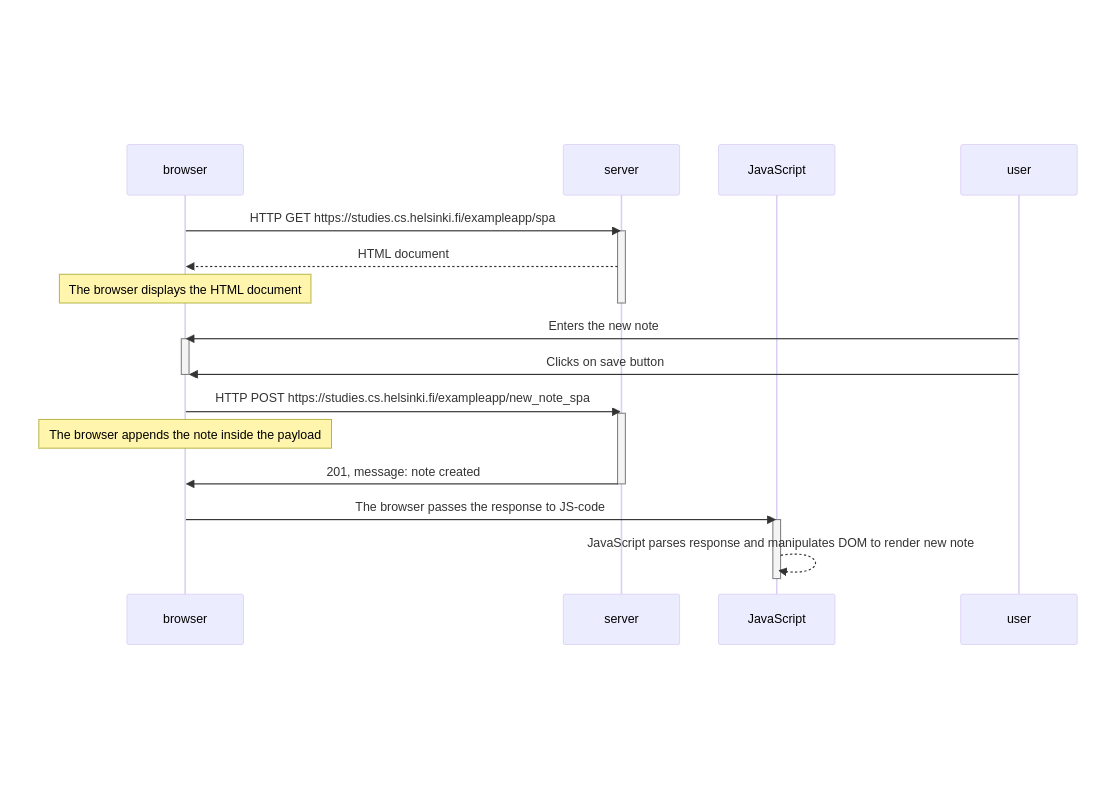 browser
server
JavaScript
user
HTTP GET https://studies.cs.helsinki.fi/exampleapp/spa
HTML document
The browser displays the HTML document
Enters the new note
Clicks on save button
HTTP POST https://studies.cs.helsinki.fi/exampleapp/new_note_spa
The browser appends the note inside the payload
201, message: note created
The browser passes the response to JS-code
JavaScript parses response and manipulates DOM to render new note
browser
server
JavaScript
user